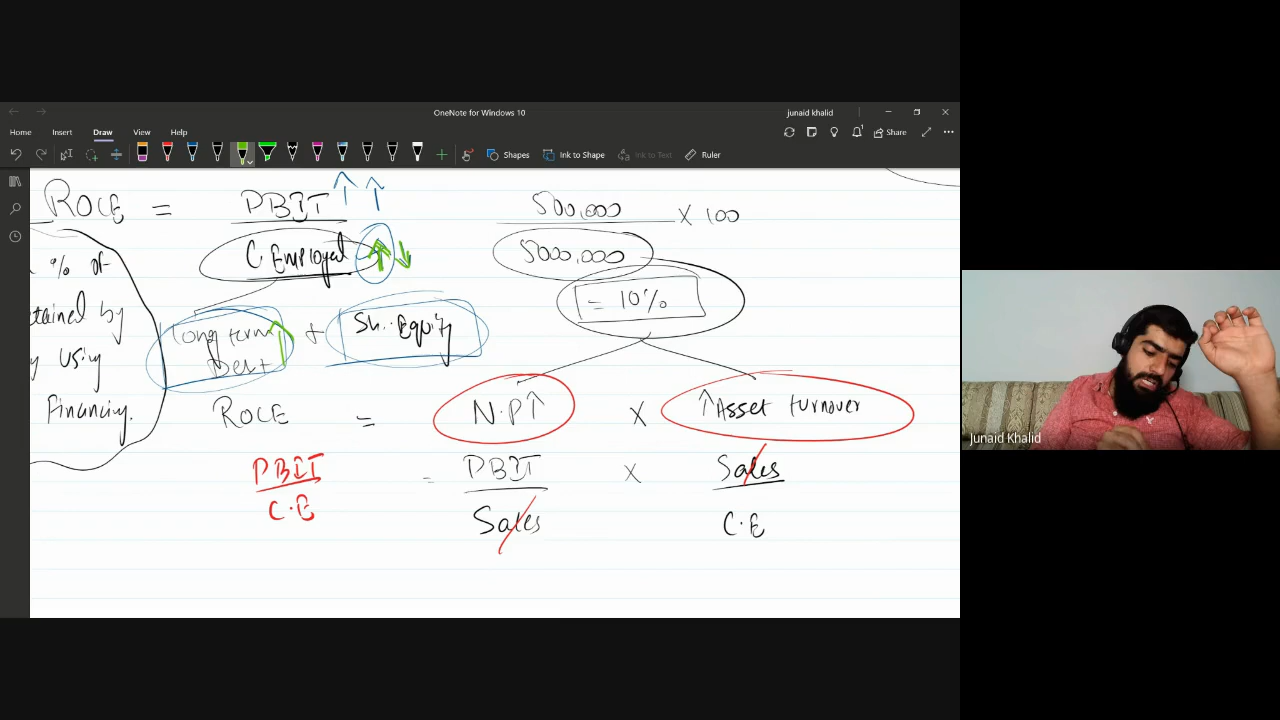 OneNote for Windows 10
junaid khalid
Home Insert Draw View Help
Shapes Ink to Shape Ink to Text Ruler Share
ROCE = PBIT
C Employed
500,000 X 100
5000,000
= 10%
% of
tained by
using
Financing.
Long term Debt + Sh. Equity
ROCE = N.P↑ X ↑Asset turnover
PBIT = PBIT X Sales
C.E Sales C.E
Junaid Khalid